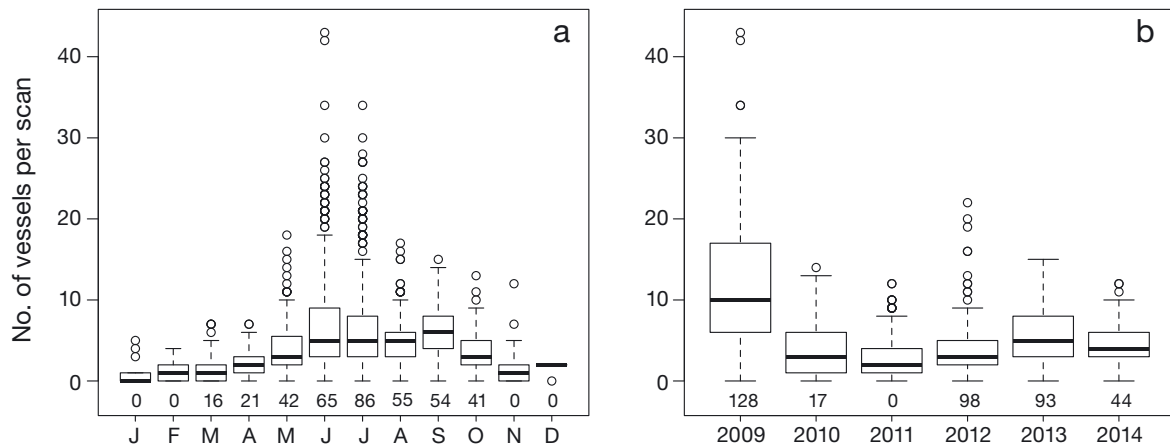 a
No. of vessels per scan
40
30
20
10
0
0 0 16 21 42 65 86 55 54 41 0 0
J F M A M J J A S O N D
b
40
30
20
10
0
128 17 0 98 93 44
2009 2010 2011 2012 2013 2014